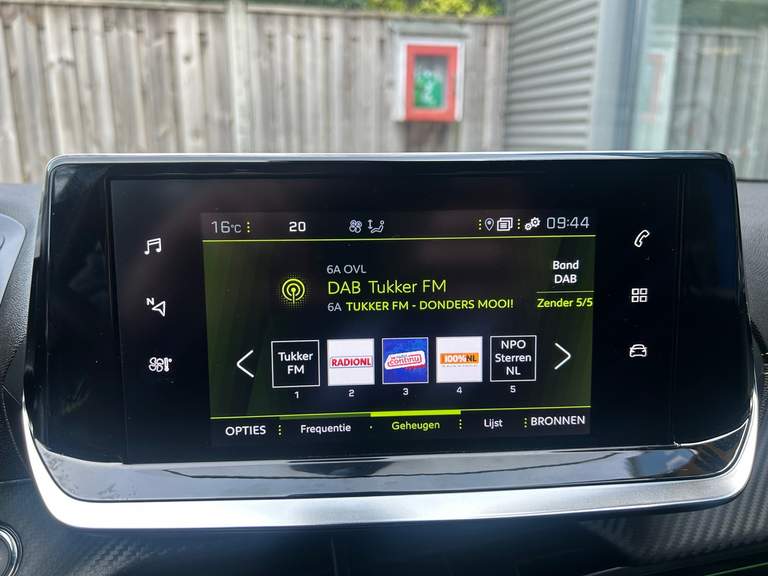 16°C 20 09:44
6A OVL
DAB Tukker FM
6A TUKKER FM - DONDERS MOOI!
Band
DAB
Zender 5/5
N
Tukker
FM
RADIONL
continu
100%NL
NPO
Sterren
NL
1 2 3 4 5
OPTIES Frequentie Geheugen Lijst BRONNEN